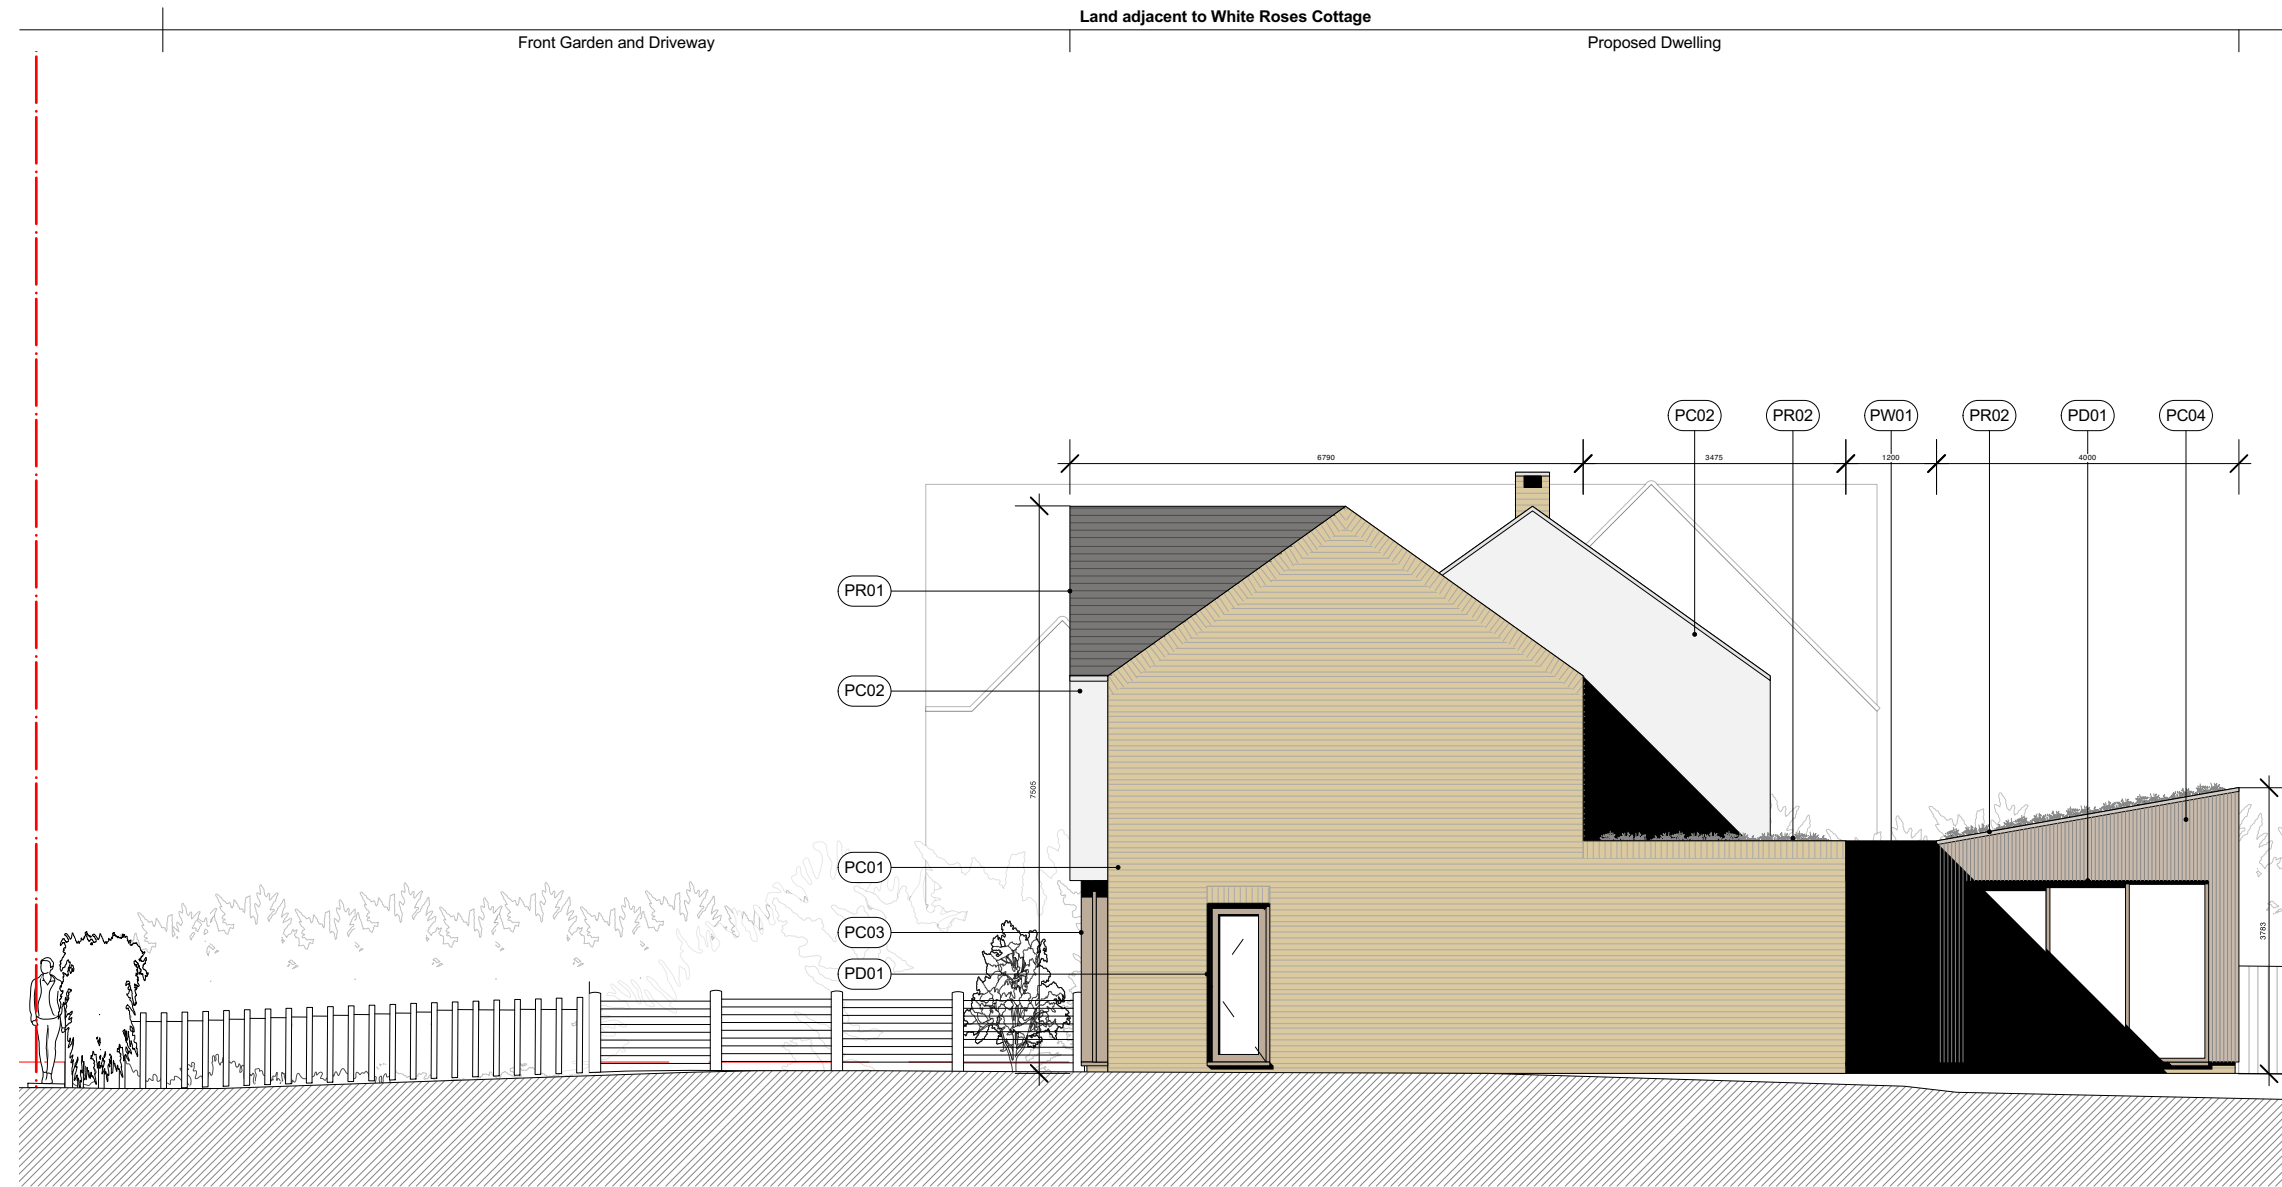 Land adjacent to White Roses Cottage
Front Garden and Driveway
Proposed Dwelling
PC02
PR02
PW01
PR02
PD01
PC04
6790
3475
1200
4000
PR01
PC02
7505
PC01
PC03
3783
PD01